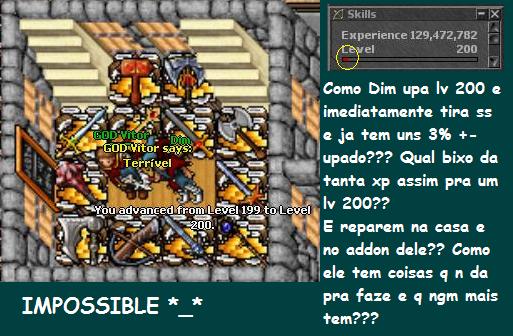 Skills
Experience 129,472,782
Level 200
GOD Vitor
Dim
GOD Vitor says:
Terrível
You advanced from Level 199 to Level
200.
Como Dim upa lv 200 e
imediatamente tira ss
e ja tem uns 3% +-
upado??? Qual bixo da
tanta xp assim pra um
lv 200??
E reparem na casa e
no addon dele?? Como
ele tem coisas q n da
pra faze e q ngm mais
tem???
IMPOSSIBLE *_*